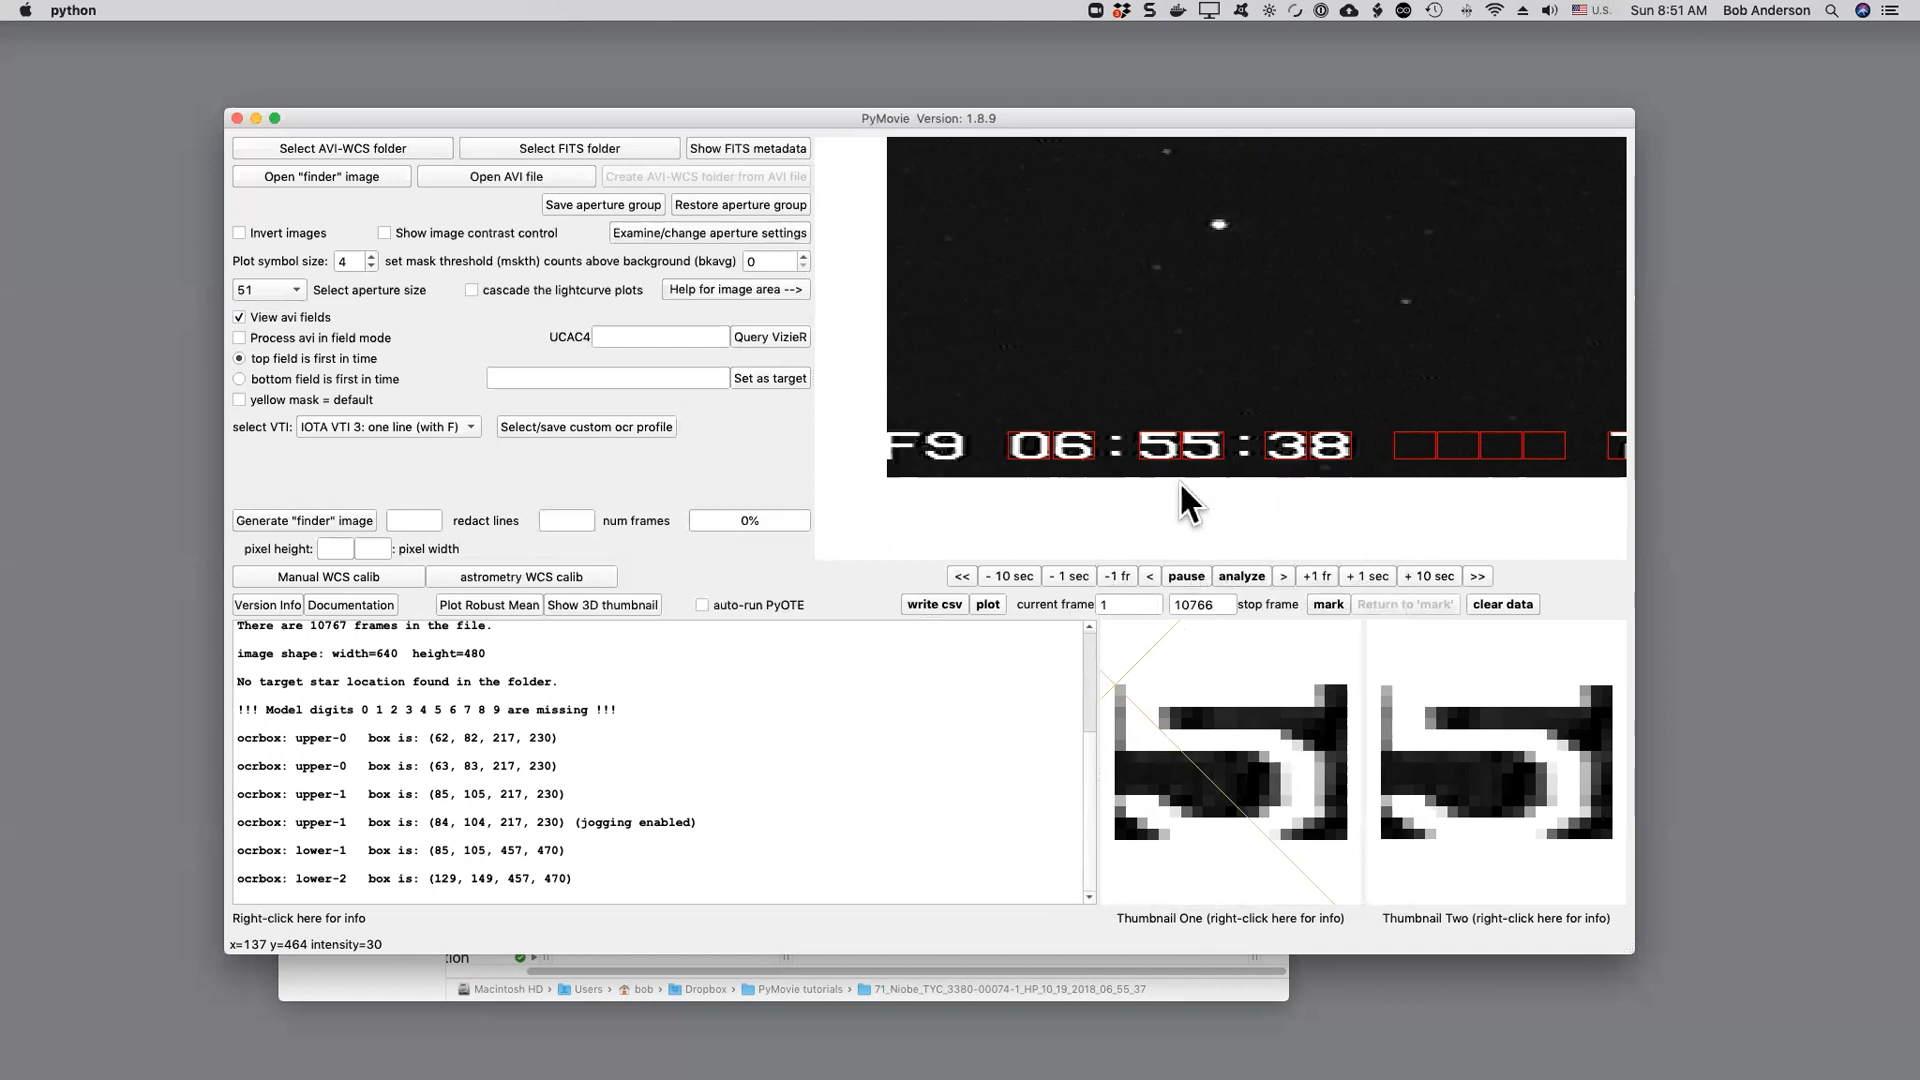 python
U.S.
Sun 8:51 AM
Bob Anderson
PyMovie  Version: 1.8.9
Select AVI-WCS folder
Select FITS folder
Show FITS metadata
Open "finder" image
Open AVI file
Create AVI-WCS folder from AVI file
Save aperture group
Restore aperture group
Invert images
Show image contrast control
Examine/change aperture settings
Plot symbol size: 4
set mask threshold (mskth) counts above background (bkavg) 0
51
Select aperture size
cascade the lightcurve plots
Help for image area -->
View avi fields
Process avi in field mode
UCAC4
Query VizieR
top field is first in time
bottom field is first in time
Set as target
yellow mask = default
select VTI: IOTA VTI 3: one line (with F)
Select/save custom ocr profile
F9 06:55:38
Generate "finder" image
redact lines
num frames
0%
pixel height:
: pixel width
Manual WCS calib
astrometry WCS calib
<< - 10 sec - 1 sec -1 fr < pause analyze > +1 fr + 1 sec + 10 sec >>
Version Info
Documentation
Plot Robust Mean
Show 3D thumbnail
auto-run PyOTE
write csv
plot
current frame 1
10766 stop frame
mark
Return to 'mark'
clear data
There are 10767 frames in the file.
image shape: width=640  height=480
No target star location found in the folder.
!!! Model digits 0 1 2 3 4 5 6 7 8 9 are missing !!!
ocrbox: upper-0   box is: (62, 82, 217, 230)
ocrbox: upper-0   box is: (63, 83, 217, 230)
ocrbox: upper-1   box is: (85, 105, 217, 230)
ocrbox: upper-1   box is: (84, 104, 217, 230) (jogging enabled)
ocrbox: lower-1   box is: (85, 105, 457, 470)
ocrbox: lower-2   box is: (129, 149, 457, 470)
Right-click here for info
Thumbnail One (right-click here for info)
Thumbnail Two (right-click here for info)
x=137 y=464 intensity=30
Macintosh HD › Users › bob › Dropbox › PyMovie tutorials › 71_Niobe_TYC_3380-00074-1_HP_10_19_2018_06_55_37